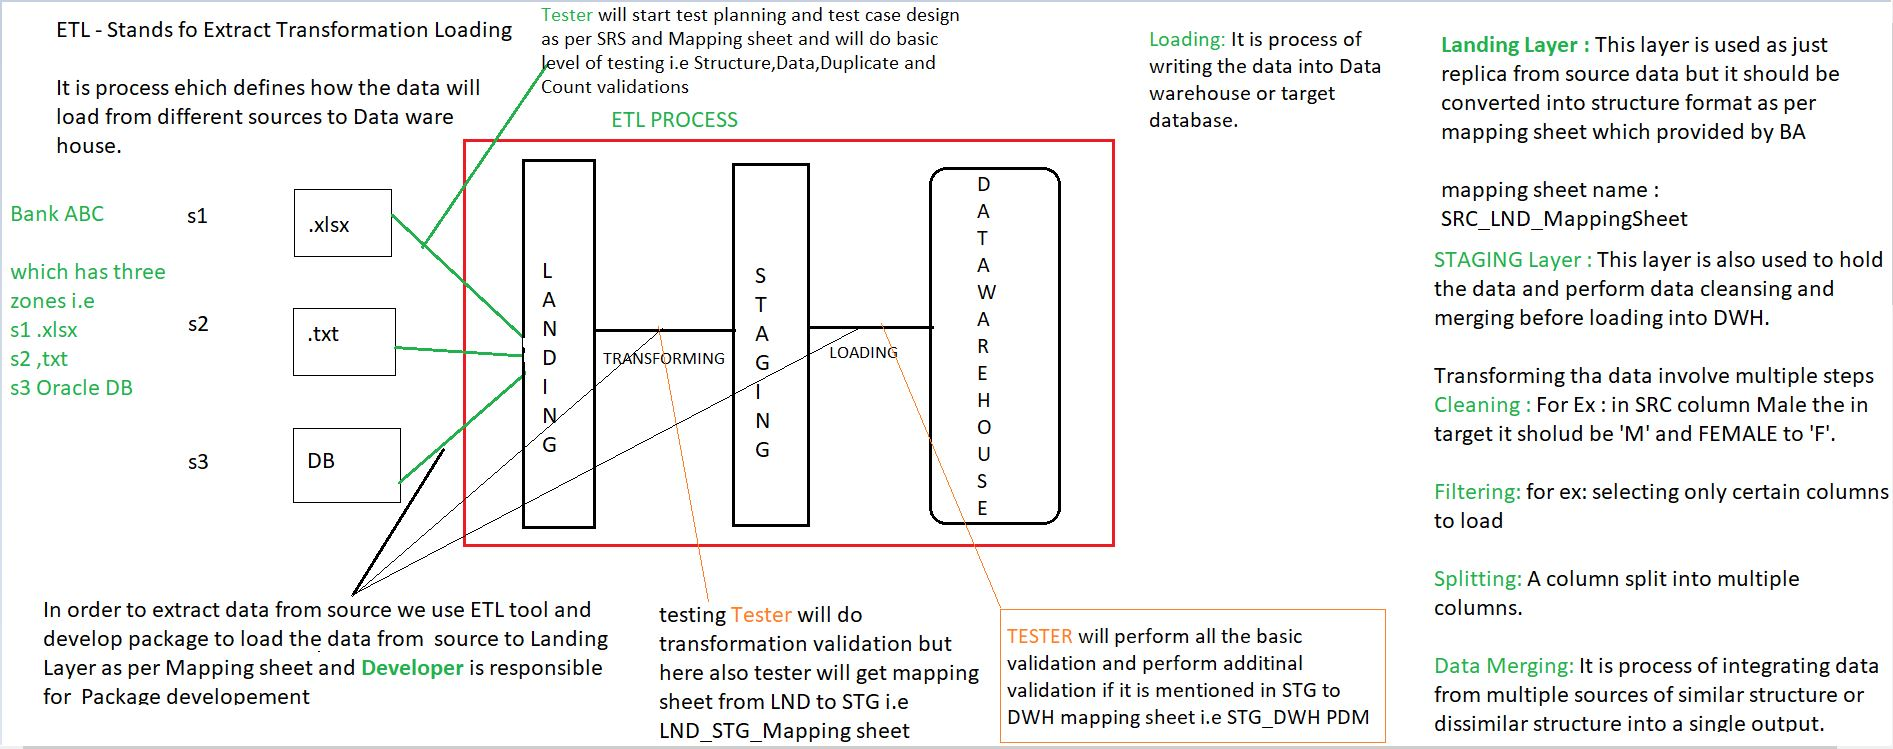 ETL - Stands fo Extract Transformation Loading
It is process ehich defines how the data will
load from different sources to Data ware
house.
Tester will start test planning and test case design
as per SRS and Mapping sheet and will do basic
level of testing i.e Structure,Data,Duplicate and
Count validations
ETL PROCESS
Loading: It is process of
writing the data into Data
warehouse or target
database.
Landing Layer : This layer is used as just
replica from source data but it should be
converted into structure format as per
mapping sheet which provided by BA
mapping sheet name :
SRC_LND_MappingSheet
Bank ABC
which has three
zones i.e
s1 .xlsx
s2 ,txt
s3 Oracle DB
s1
.xlsx
s2
.txt
s3
DB
LANDING
TRANSFORMING
STAGING
LOADING
DATAWAREHOUSE
STAGING Layer : This layer is also used to hold
the data and perform data cleansing and
merging before loading into DWH.
Transforming tha data involve multiple steps
Cleaning : For Ex : in SRC column Male the in
target it sholud be 'M' and FEMALE to 'F'.
Filtering: for ex: selecting only certain columns
to load
Splitting: A column split into multiple
columns.
Data Merging: It is process of integrating data
from multiple sources of similar structure or
dissimilar structure into a single output.
In order to extract data from source we use ETL tool and
develop package to load the data from source to Landing
Layer as per Mapping sheet and Developer is responsible
for Package developement
testing Tester will do
transformation validation but
here also tester will get mapping
sheet from LND to STG i.e
LND_STG_Mapping sheet
TESTER will perform all the basic
validation and perform additinal
validation if it is mentioned in STG to
DWH mapping sheet i.e STG_DWH PDM